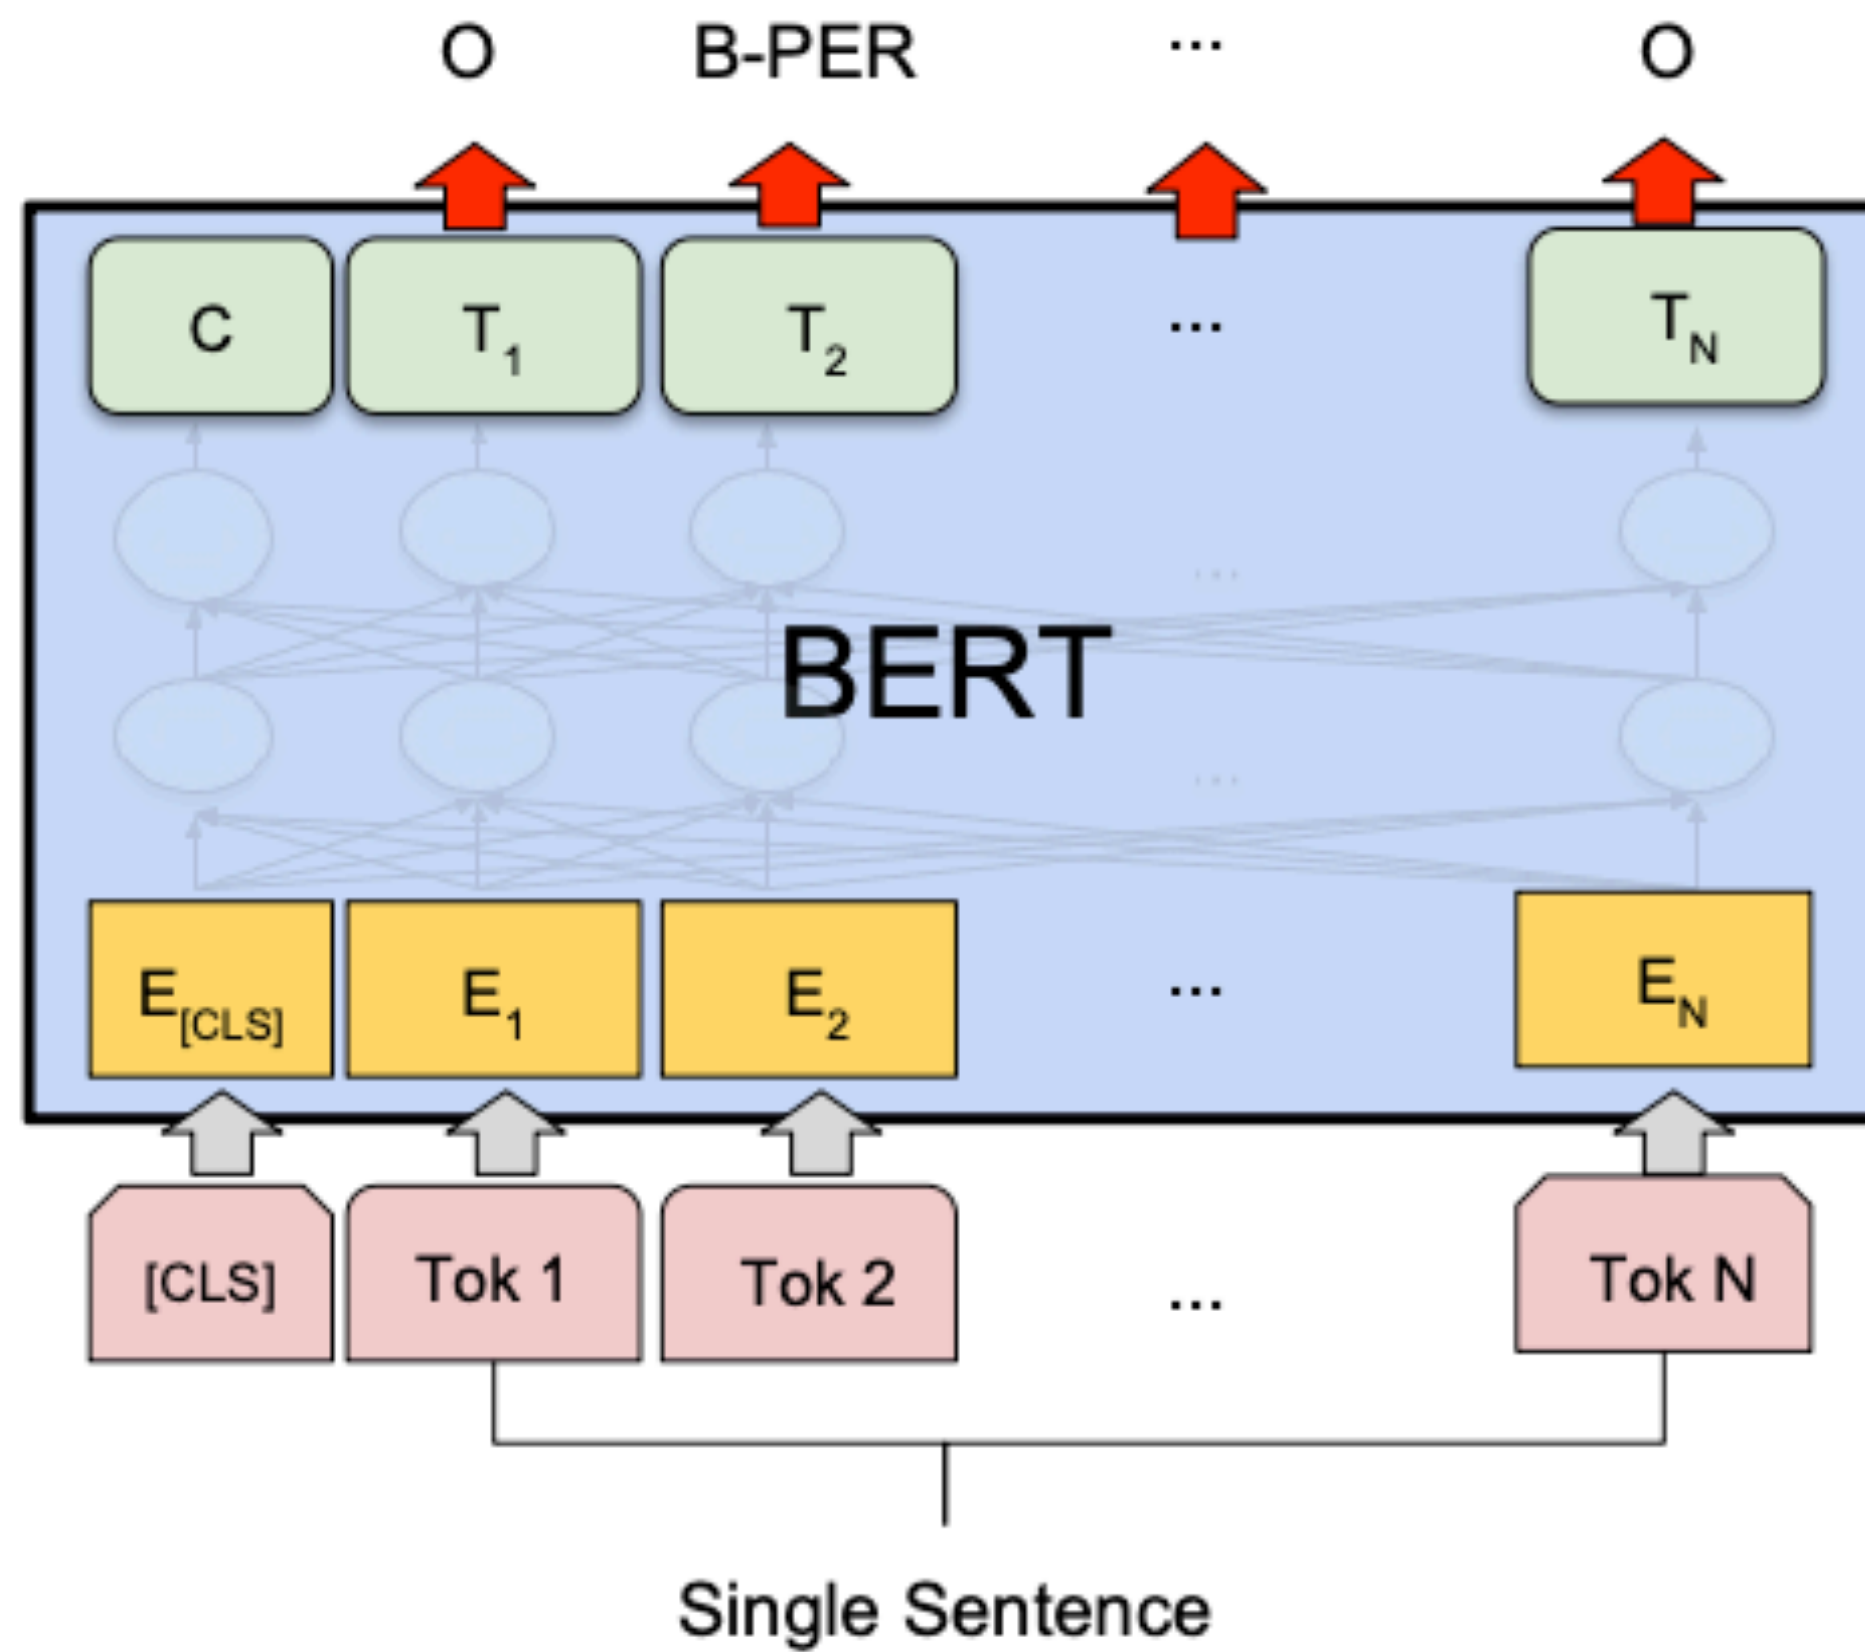 O B-PER ... O
C T1 T2 ... TN
...
BERT
...
E[CLS] E1 E2 ... EN
[CLS] Tok 1 Tok 2 ... Tok N
Single Sentence